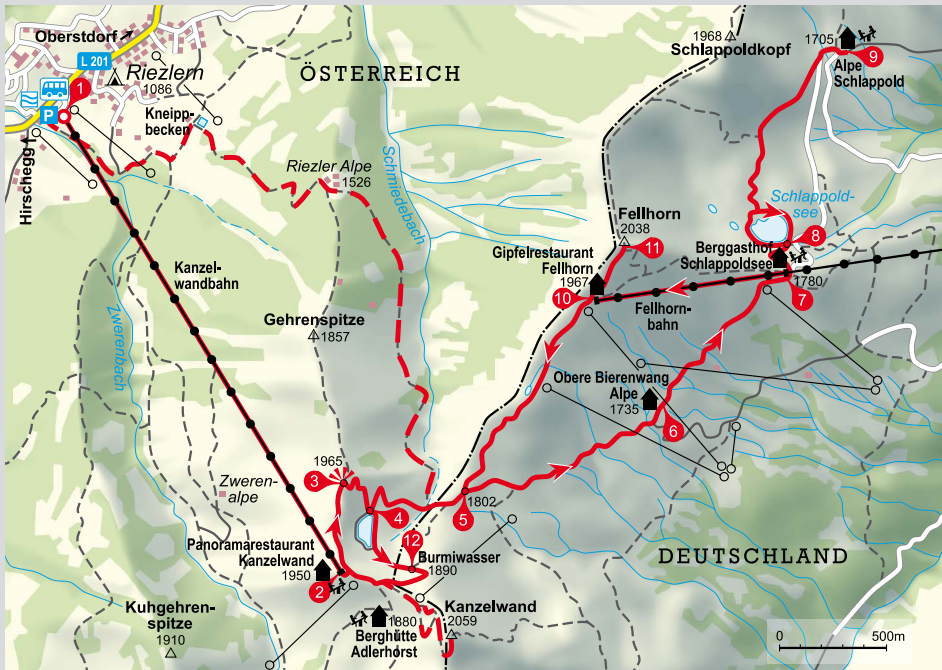 Oberstdorf
L 201
1
Riezlern
1086
P
Hirschegg
Kneipp-
becken
ÖSTERREICH
1968
Schlappoldkopf
1705
9
Alpe
Schlappold
Riezler Alpe
1526
Schmiedebach
Schlappold-
see
8
Fellhorn
2038
11
Gipfelrestaurant
Fellhorn
1967
10
Berggasthof
Schlappoldsee
1780
7
Fellhorn-
bahn
Kanzel-
wandbahn
Zwerenbach
Gehrenspitze
1857
Obere Bierenwang
Alpe
1735
6
1965
3
Zweren-
alpe
4
1802
5
12
Burmiwasser
1890
Panoramarestaurant
Kanzelwand
1950
2
DEUTSCHLAND
Kuhgehren-
spitze
1910
1880
Berghütte
Adlerhorst
Kanzelwand
2059
0 500m